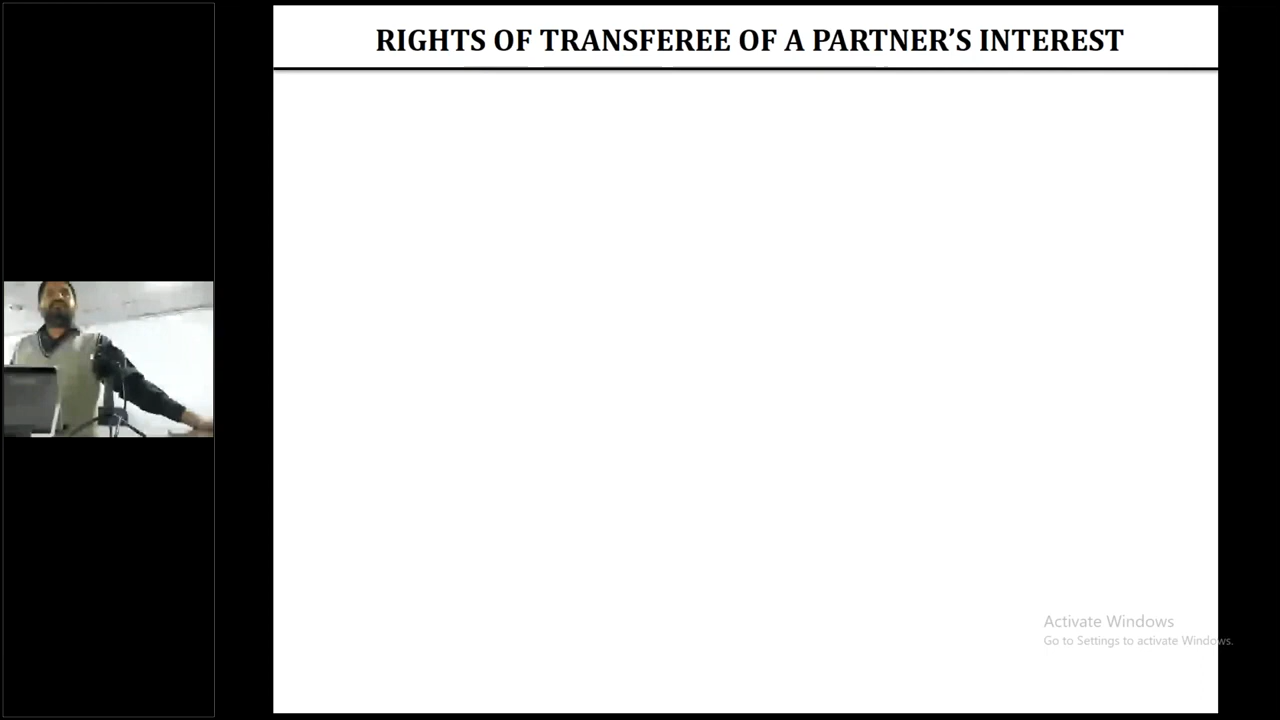 RIGHTS OF TRANSFEREE OF A PARTNER’S INTEREST
Activate Windows
Go to Settings to activate Windows.